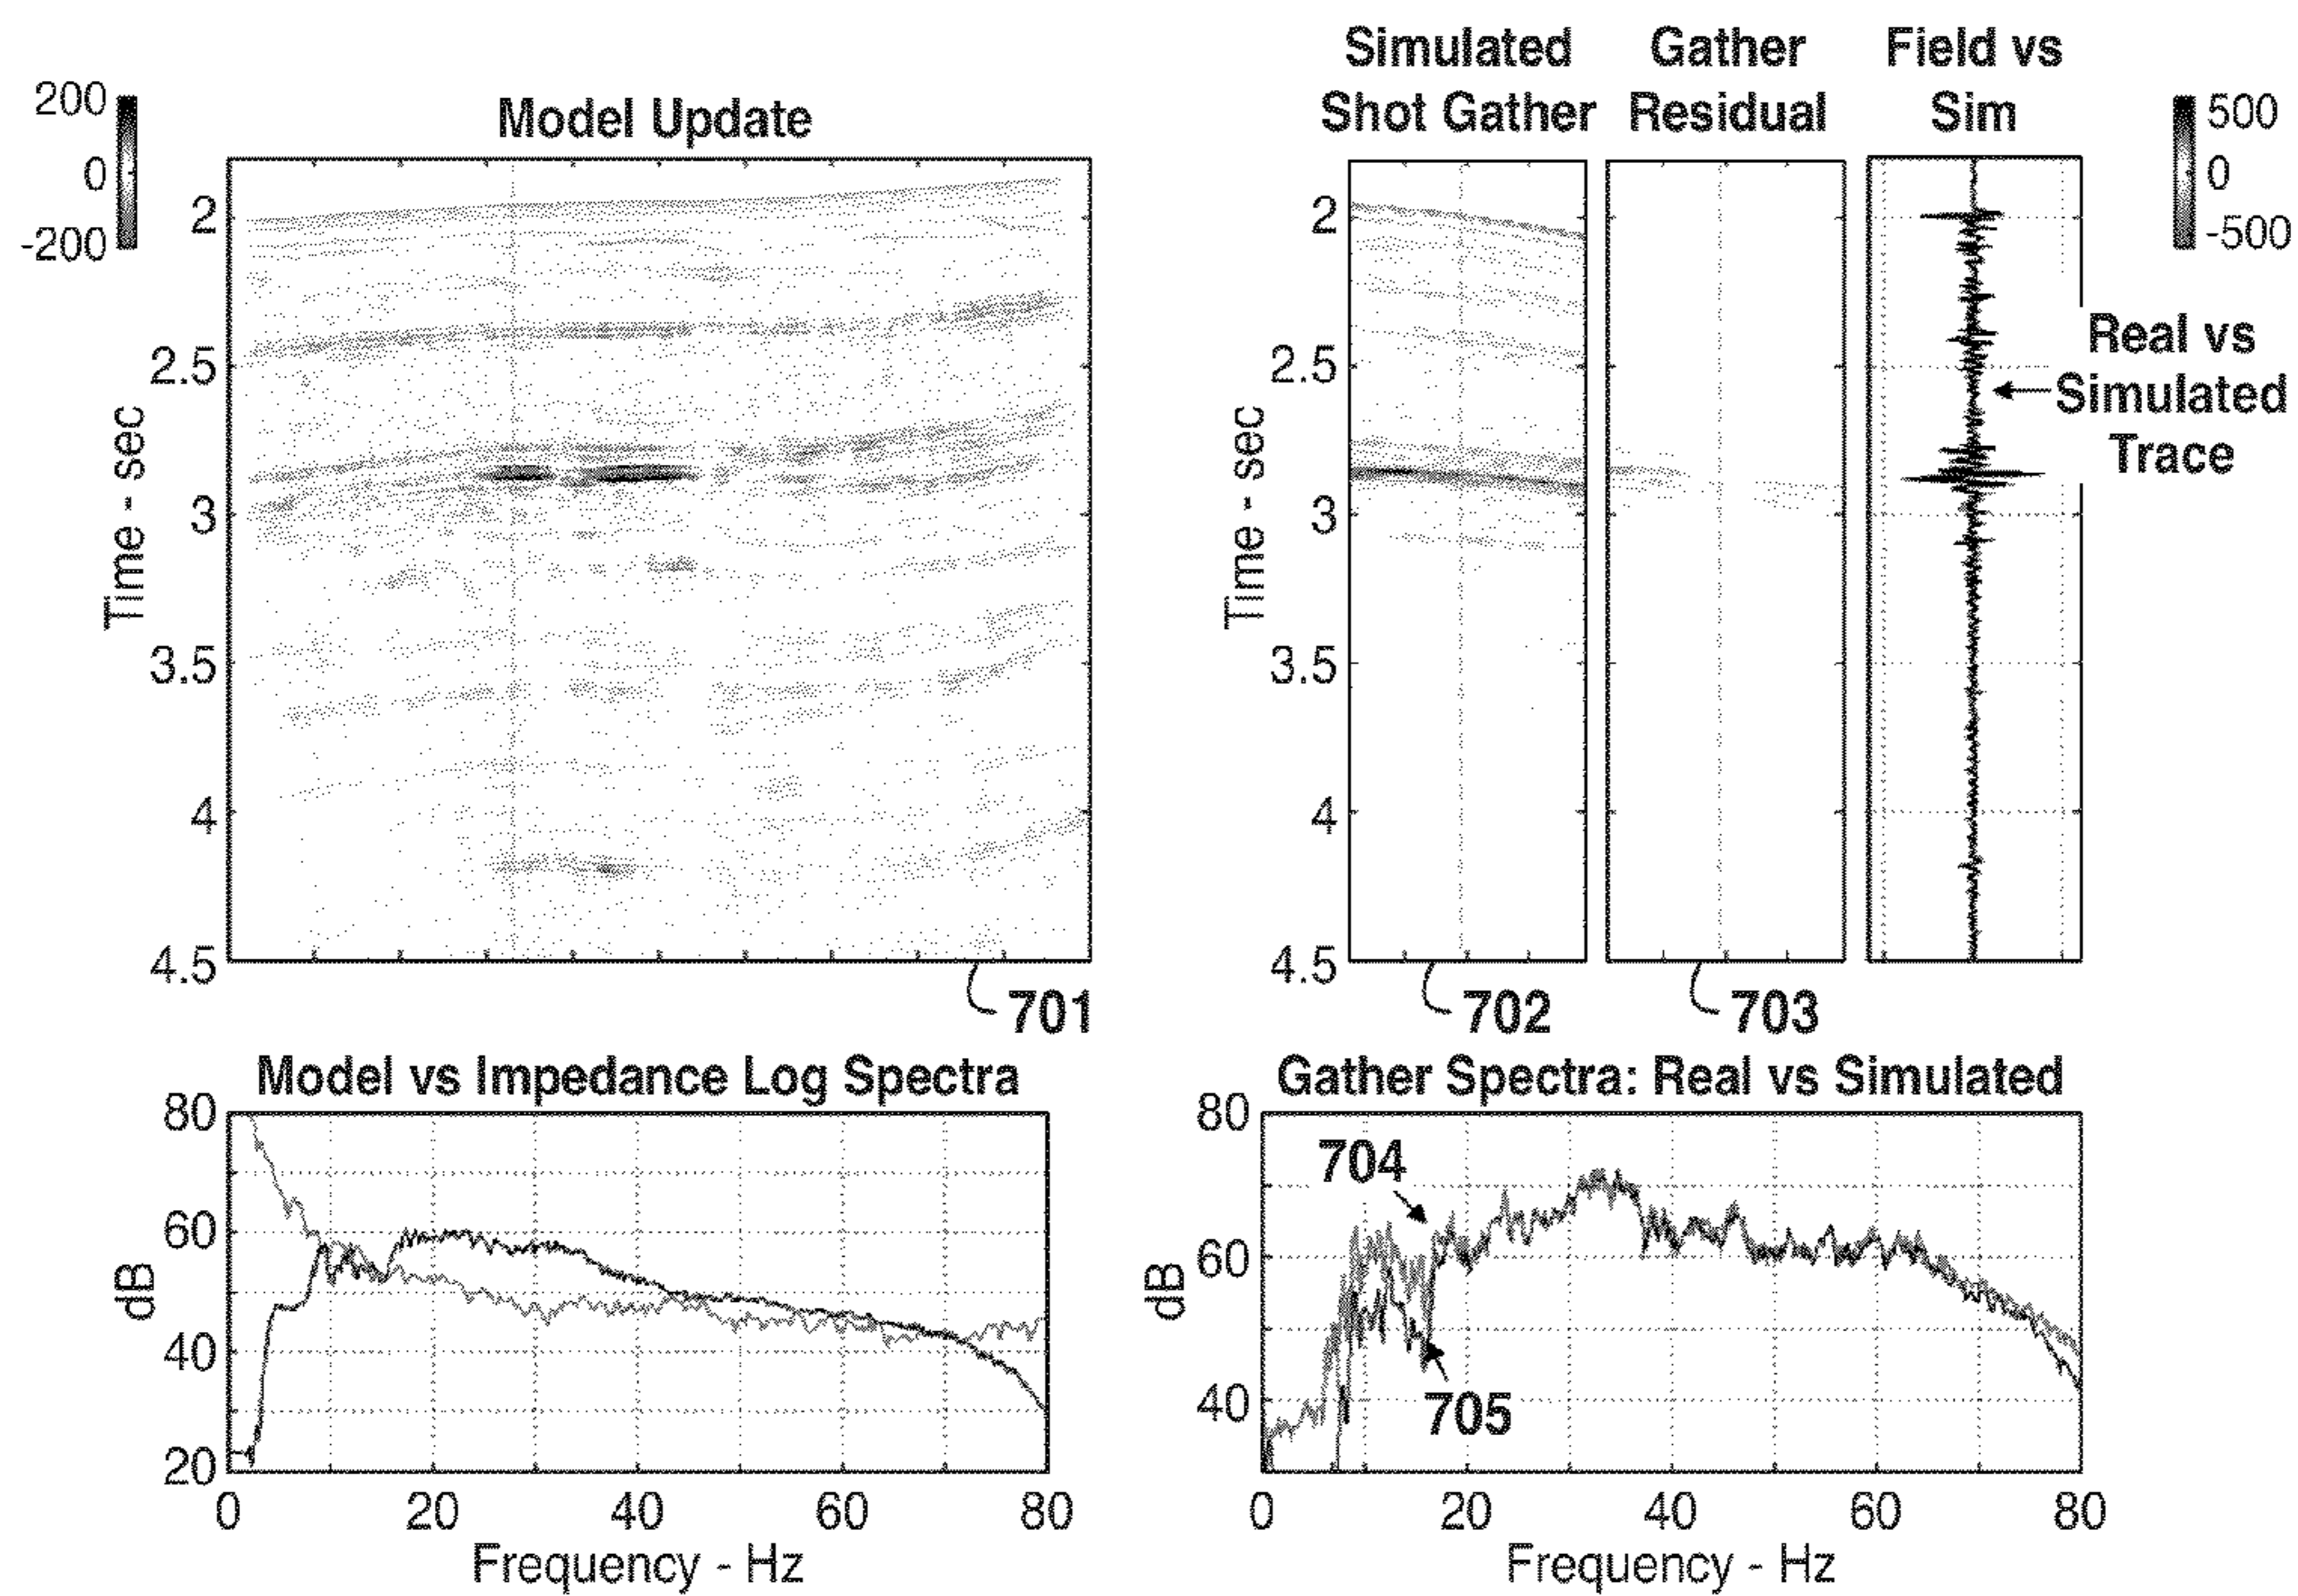 200
0
-200
Model Update
Time - sec
2
2.5
3
3.5
4
4.5
701
Simulated
Shot Gather
Gather
Residual
Field vs
Sim
500
0
-500
Time - sec
2
2.5
3
3.5
4
4.5
Real vs
Simulated
Trace
702
703
Model vs Impedance Log Spectra
dB
80
60
40
20
0 20 40 60 80
Frequency - Hz
Gather Spectra: Real vs Simulated
dB
80
60
40
704
705
0 20 40 60 80
Frequency - Hz